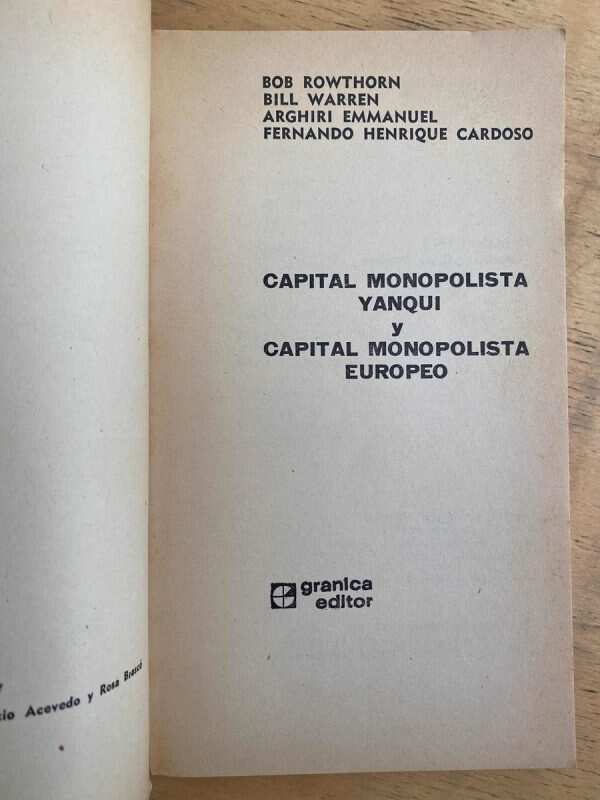 BOB ROWTHORN
BILL WARREN
ARGHIRI EMMANUEL
FERNANDO HENRIQUE CARDOSO
CAPITAL MONOPOLISTA
YANQUI
y
CAPITAL MONOPOLISTA
EUROPEO
granica
editor
Acevedo y Rosa